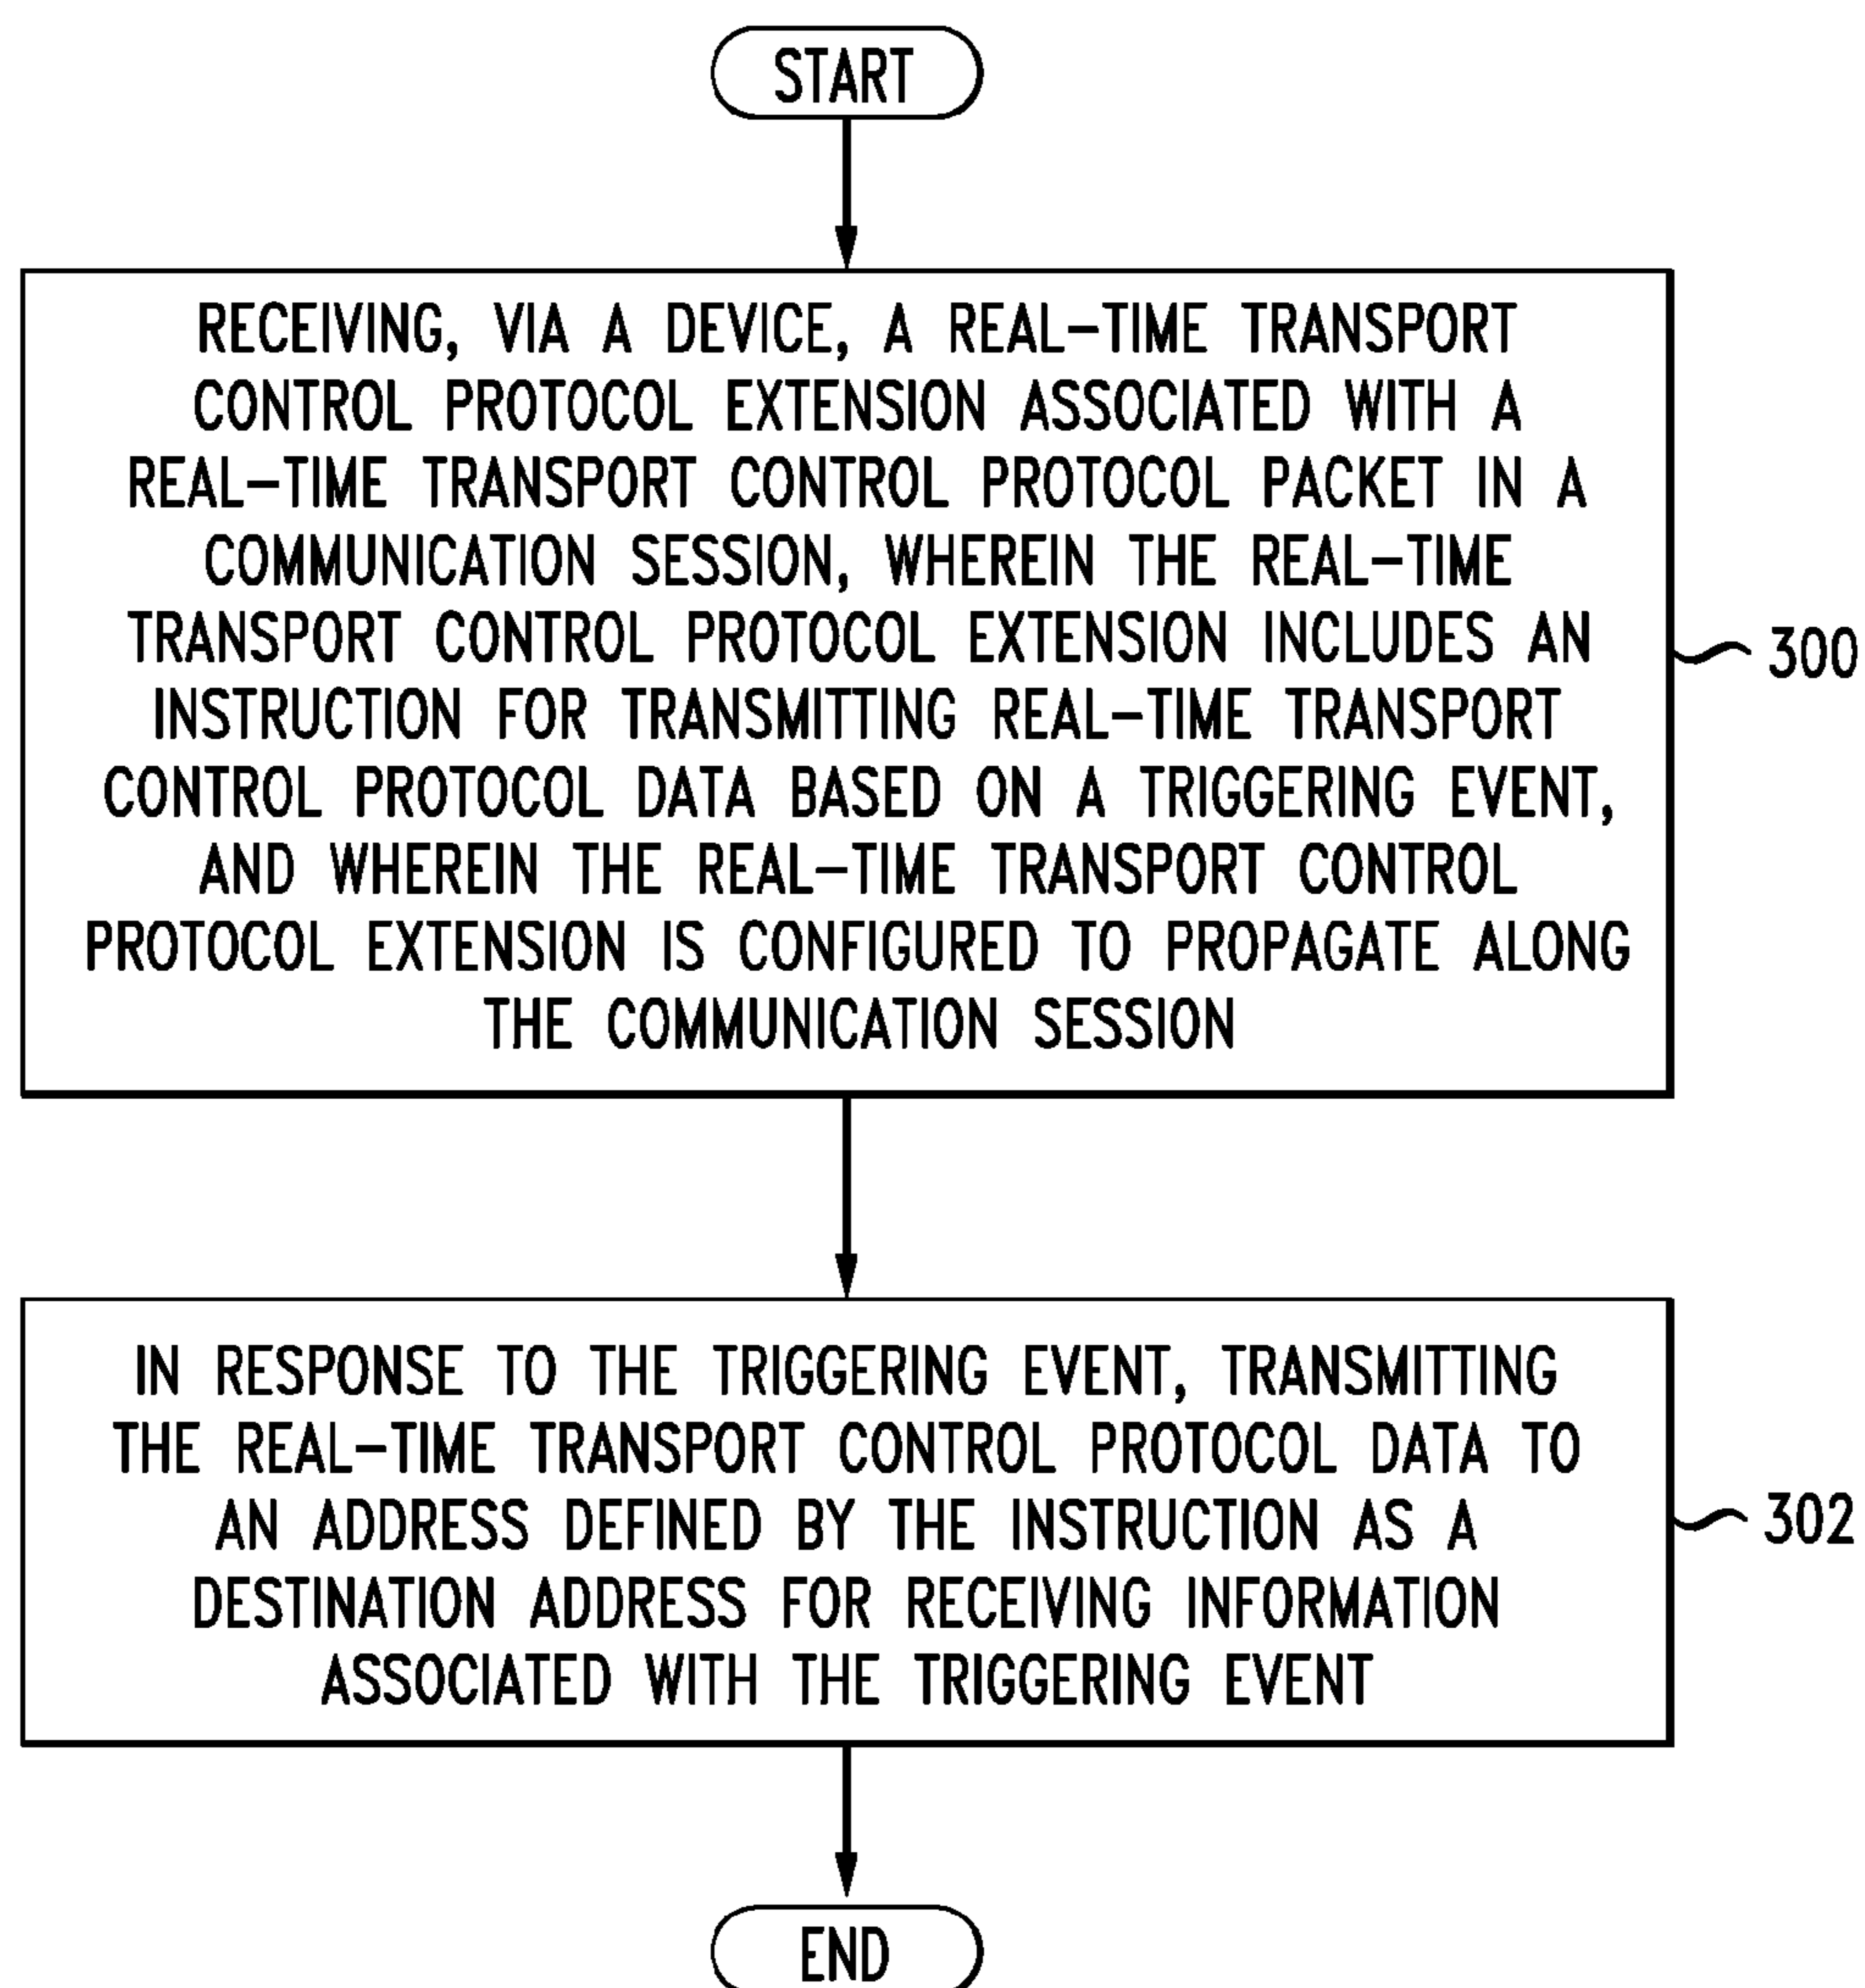 START
RECEIVING, VIA A DEVICE, A REAL-TIME TRANSPORT
CONTROL PROTOCOL EXTENSION ASSOCIATED WITH A
REAL-TIME TRANSPORT CONTROL PROTOCOL PACKET IN A
COMMUNICATION SESSION, WHEREIN THE REAL-TIME
TRANSPORT CONTROL PROTOCOL EXTENSION INCLUDES AN
INSTRUCTION FOR TRANSMITTING REAL-TIME TRANSPORT
CONTROL PROTOCOL DATA BASED ON A TRIGGERING EVENT,
AND WHEREIN THE REAL-TIME TRANSPORT CONTROL
PROTOCOL EXTENSION IS CONFIGURED TO PROPAGATE ALONG
THE COMMUNICATION SESSION
300
IN RESPONSE TO THE TRIGGERING EVENT, TRANSMITTING
THE REAL-TIME TRANSPORT CONTROL PROTOCOL DATA TO
AN ADDRESS DEFINED BY THE INSTRUCTION AS A
DESTINATION ADDRESS FOR RECEIVING INFORMATION
ASSOCIATED WITH THE TRIGGERING EVENT
302
END